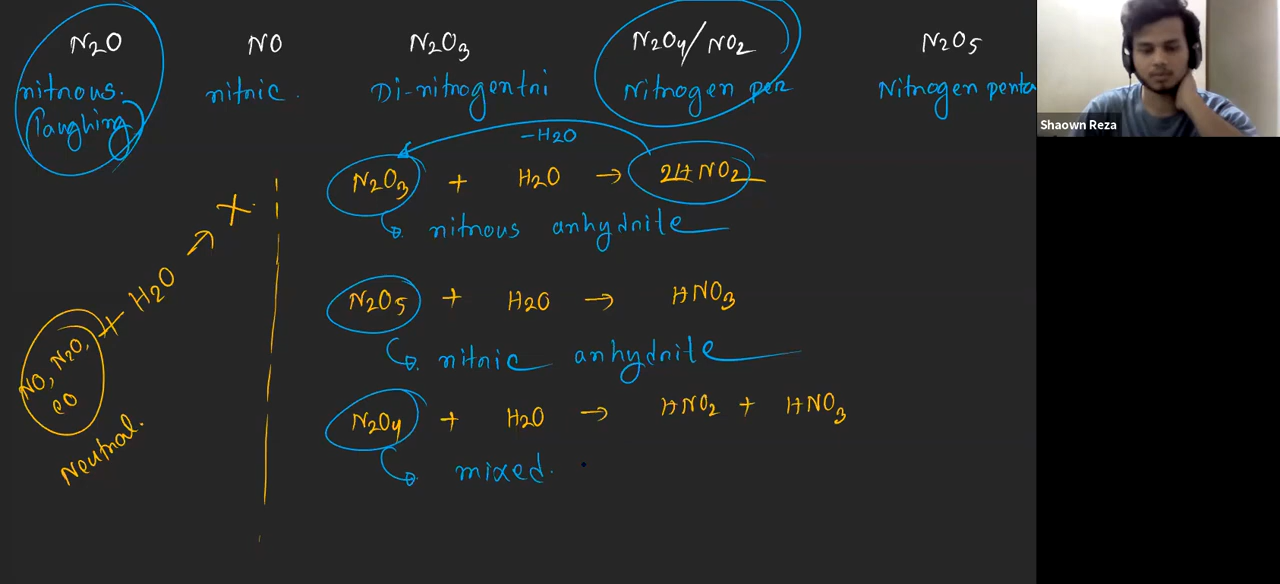 N2O NO N2O3 N2O4/NO2 N2O5
nitrous. nitric. Di-nitrogentri Nitrogen per Nitrogen penta
(laughing)
Shaown Reza
-H2O
N2O3 + H2O → 2HNO2
nitrous anhydrite
N2O5 + H2O → HNO3
nitric anhydrite
N2O4 + H2O → HNO2 + HNO3
mixed.
NO, N2O, CO + H2O → X
Neutral.